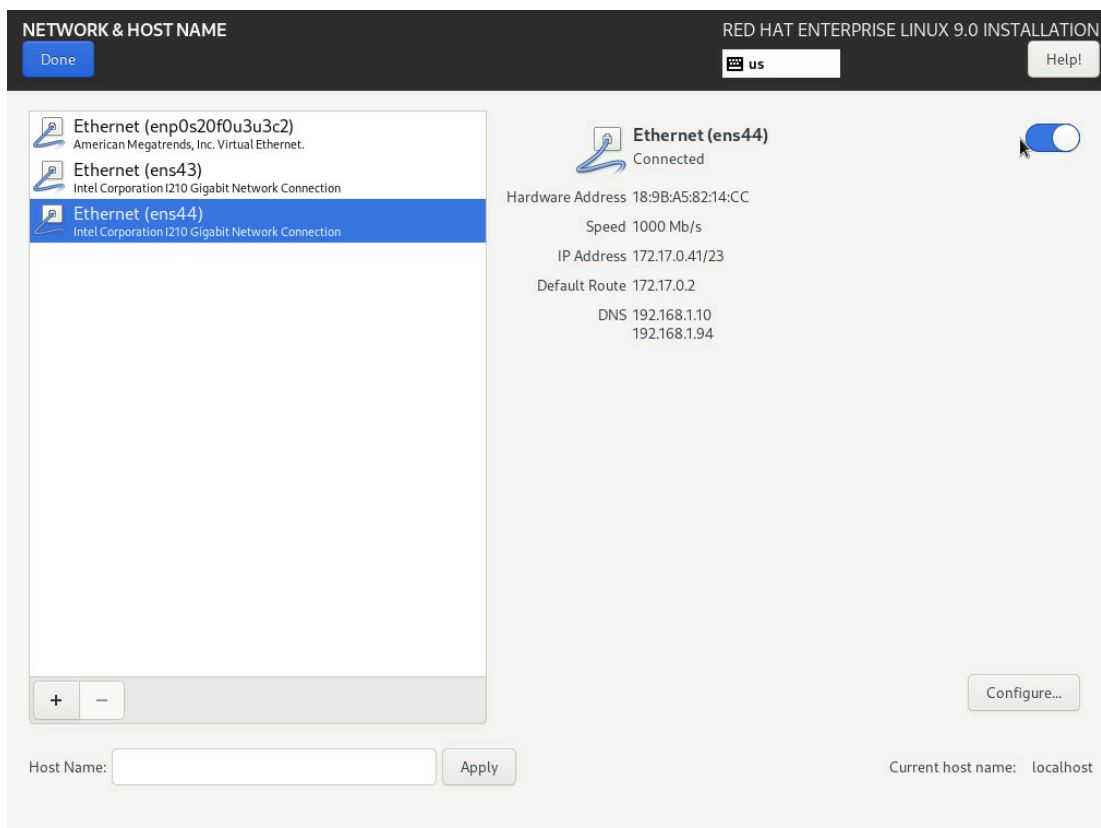 NETWORK & HOST NAME
RED HAT ENTERPRISE LINUX 9.0 INSTALLATION
Done
us
Help!
Ethernet (enp0s20f0u3u3c2)
American Megatrends, Inc. Virtual Ethernet.
Ethernet (ens43)
Intel Corporation I210 Gigabit Network Connection
Ethernet (ens44)
Intel Corporation I210 Gigabit Network Connection
Ethernet (ens44)
Connected
Hardware Address 18:9B:A5:82:14:CC
Speed 1000 Mb/s
IP Address 172.17.0.41/23
Default Route 172.17.0.2
DNS 192.168.1.10
192.168.1.94
+ −
Configure...
Host Name:
Apply
Current host name: localhost